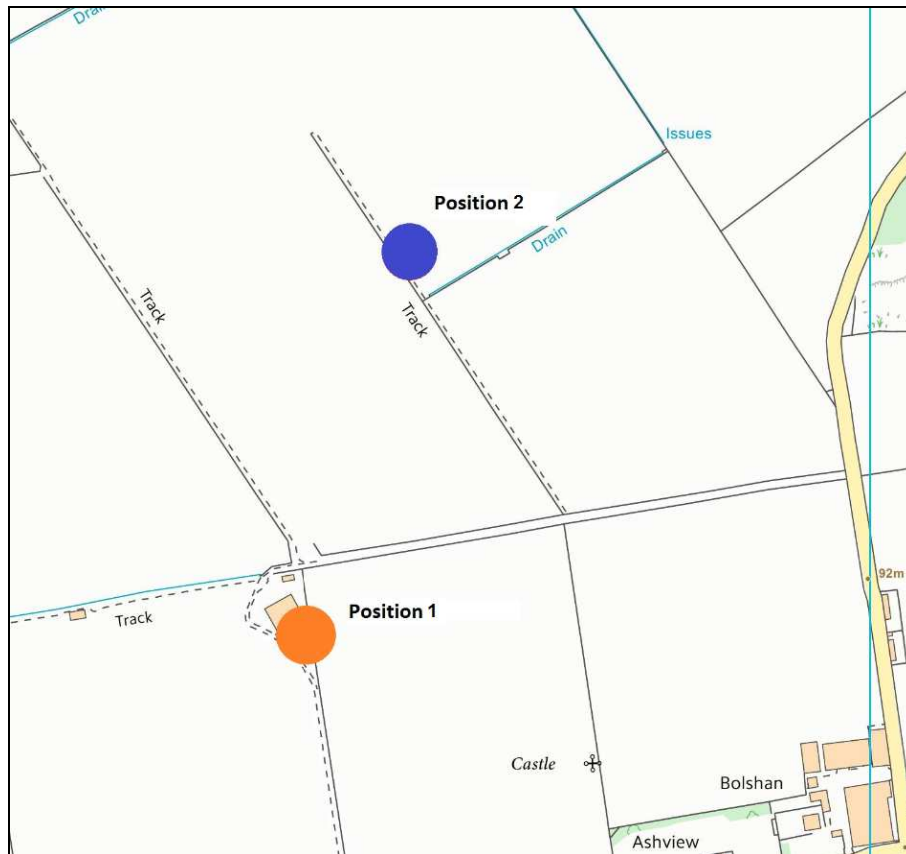 Drain
Issues
Position 2
Drain
Track
Track
92m
Position 1
Track
Castle
Bolshan
Ashview